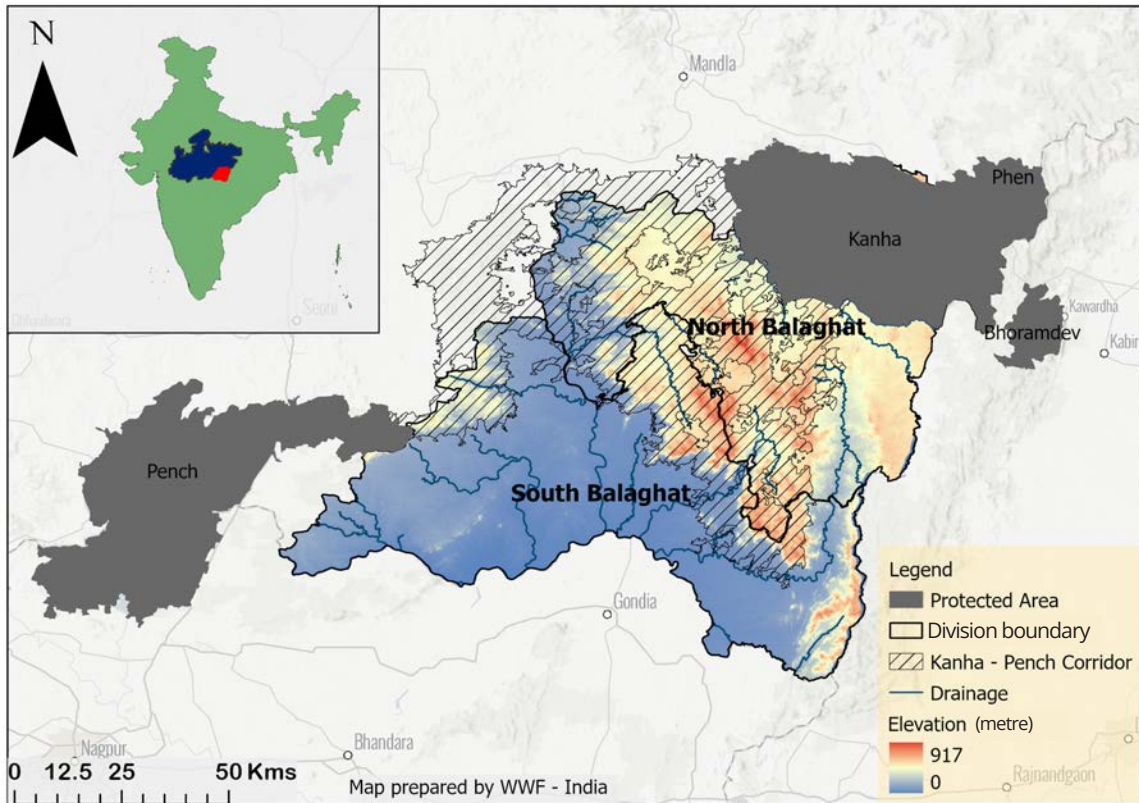 N
Mandla
Phen
Kanha
Seoni
Chhindwara
Kawardha
North Balaghat
Bhoramdev
Kabir
Pench
South Balaghat
Gondia
Legend
Protected Area
Division boundary
Kanha - Pench Corridor
Drainage
Elevation (metre)
917
0
Nagpur
Bhandara
Rajnandgaon
0 12.5 25 50 Kms
Map prepared by WWF - India